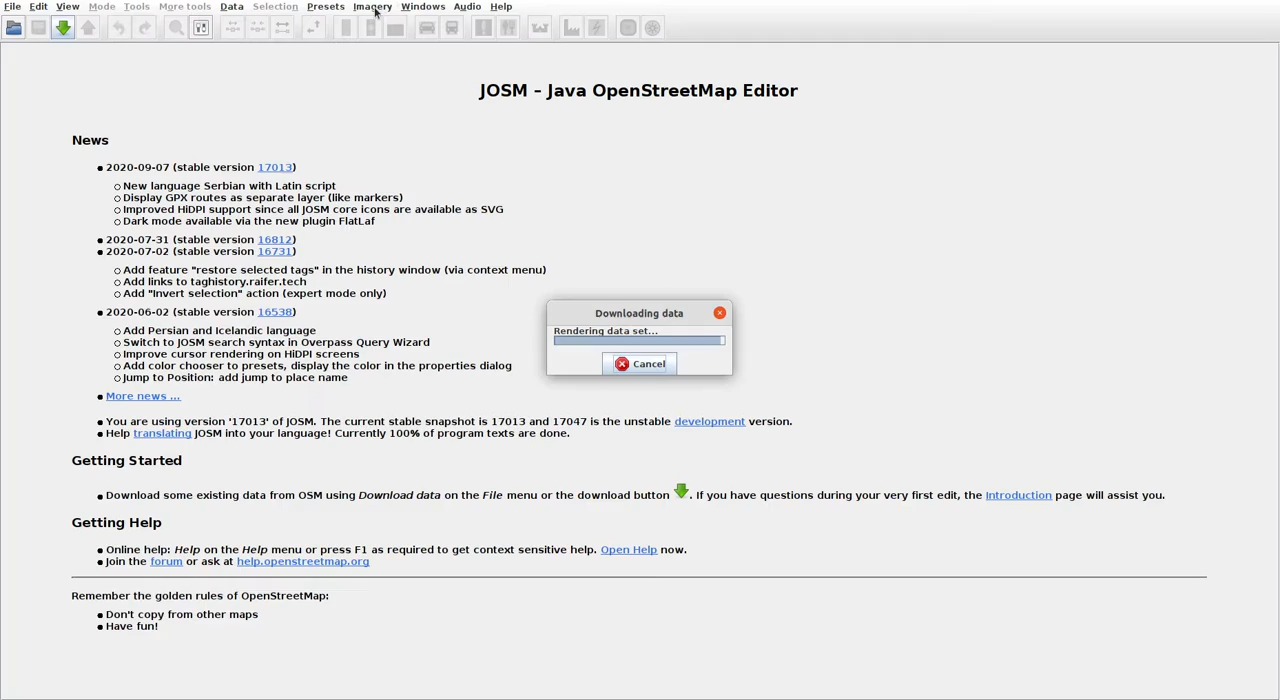 File Edit View Mode Tools More tools Data Selection Presets Imagery Windows Audio Help
JOSM – Java OpenStreetMap Editor
News
2020-09-07 (stable version 17013)
New language Serbian with Latin script
Display GPX routes as separate layer (like markers)
Improved HiDPI support since all JOSM core icons are available as SVG
Dark mode available via the new plugin FlatLaf
2020-07-31 (stable version 16812)
2020-07-02 (stable version 16731)
Add feature "restore selected tags" in the history window (via context menu)
Add links to taghistory.raifer.tech
Add "Invert selection" action (expert mode only)
2020-06-02 (stable version 16538)
Add Persian and Icelandic language
Switch to JOSM search syntax in Overpass Query Wizard
Improve cursor rendering on HiDPI screens
Add color chooser to presets, display the color in the properties dialog
Jump to Position: add jump to place name
More news ...
Downloading data
Rendering data set...
Cancel
You are using version '17013' of JOSM. The current stable snapshot is 17013 and 17047 is the unstable development version.
Help translating JOSM into your language! Currently 100% of program texts are done.
Getting Started
Download some existing data from OSM using Download data on the File menu or the download button . If you have questions during your very first edit, the Introduction page will assist you.
Getting Help
Online help: Help on the Help menu or press F1 as required to get context sensitive help. Open Help now.
Join the forum or ask at help.openstreetmap.org
Remember the golden rules of OpenStreetMap:
Don't copy from other maps
Have fun!